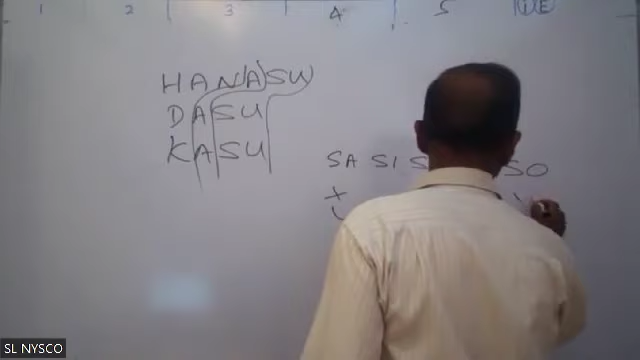 1 2 3 4 5
HANASU
DASU
KASU
SA SI S SO
SL NYSCO